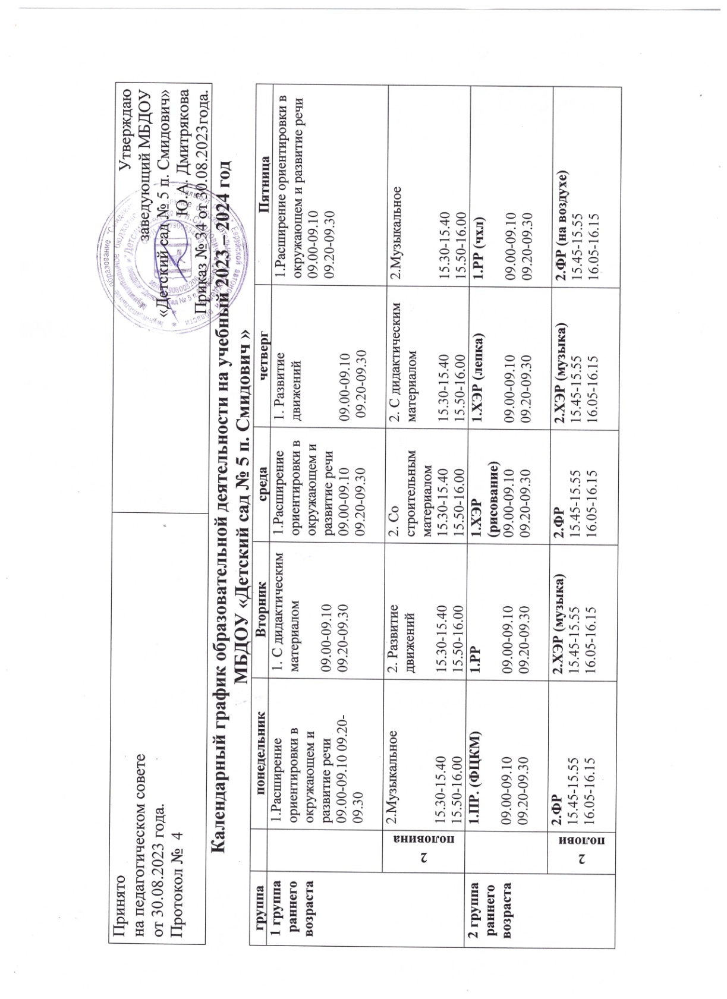 Принято
на педагогическом совете
от 30.08.2023 года.
Протокол № 4
Утверждаю
заведующий МБДОУ
«Детский сад № 5 п. Смидович»
Ю.А. Дмитрякова
Приказ № 34 от 30.08.2023года.
Календарный график образовательной деятельности на учебный 2023 – 2024 год
МБДОУ «Детский сад № 5 п. Смидович »
группа понедельник Вторник среда четверг Пятница
1 группа
раннего
возраста
1.Расширение
ориентировки в
окружающем и
развитие речи
09.00-09.10 09.20-
09.30
1. С дидактическим
материалом
09.00-09.10
09.20-09.30
1.Расширение
ориентировки в
окружающем и
развитие речи
09.00-09.10
09.20-09.30
1. Развитие
движений
09.00-09.10
09.20-09.30
1.Расширение ориентировки в
окружающем и развитие речи
09.00-09.10
09.20-09.30
2
половина
2.Музыкальное
15.30-15.40
15.50-16.00
2. Развитие
движений
15.30-15.40
15.50-16.00
2. Со
строительным
материалом
15.30-15.40
15.50-16.00
2. С дидактическим
материалом
15.30-15.40
15.50-16.00
2.Музыкальное
15.30-15.40
15.50-16.00
2 группа
раннего
возраста
1.ПР. (ФЦКМ)
09.00-09.10
09.20-09.30
1.РР
09.00-09.10
09.20-09.30
1.ХЭР
(рисование)
09.00-09.10
09.20-09.30
1.ХЭР (лепка)
09.00-09.10
09.20-09.30
1.РР (чхл)
09.00-09.10
09.20-09.30
2
полови
2.ФР
15.45-15.55
16.05-16.15
2.ХЭР (музыка)
15.45-15.55
16.05-16.15
2.ФР
15.45-15.55
16.05-16.15
2.ХЭР (музыка)
15.45-15.55
16.05-16.15
2.ФР (на воздухе)
15.45-15.55
16.05-16.15